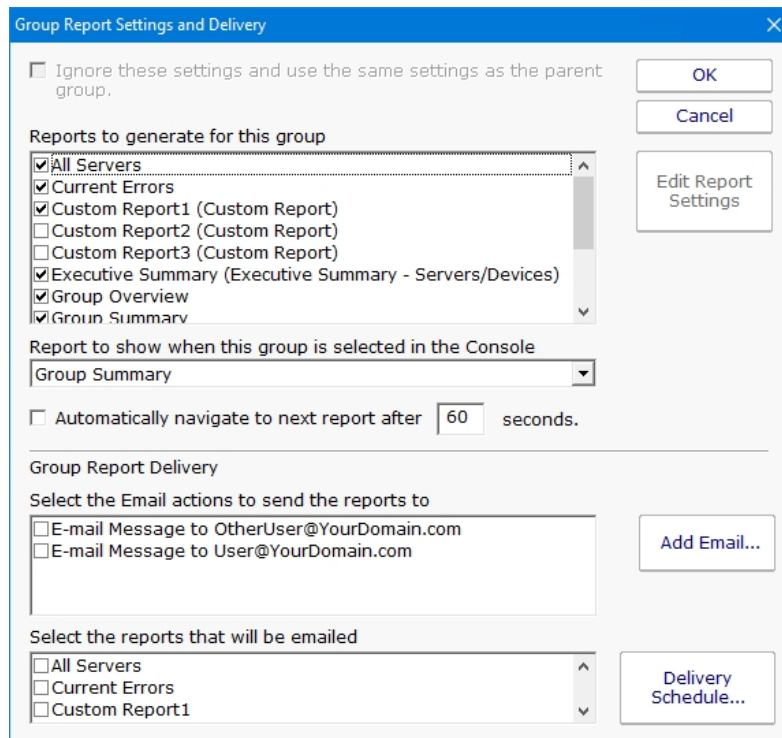 Group Report Settings and Delivery
Ignore these settings and use the same settings as the parent
group.
OK
Cancel
Reports to generate for this group
All Servers
Current Errors
Custom Report1 (Custom Report)
Custom Report2 (Custom Report)
Custom Report3 (Custom Report)
Executive Summary (Executive Summary - Servers/Devices)
Group Overview
Group Summary
Edit Report
Settings
Report to show when this group is selected in the Console
Group Summary
Automatically navigate to next report after 60 seconds.
Group Report Delivery
Select the Email actions to send the reports to
E-mail Message to OtherUser@YourDomain.com
E-mail Message to User@YourDomain.com
Add Email...
Select the reports that will be emailed
All Servers
Current Errors
Custom Report1
Delivery
Schedule...